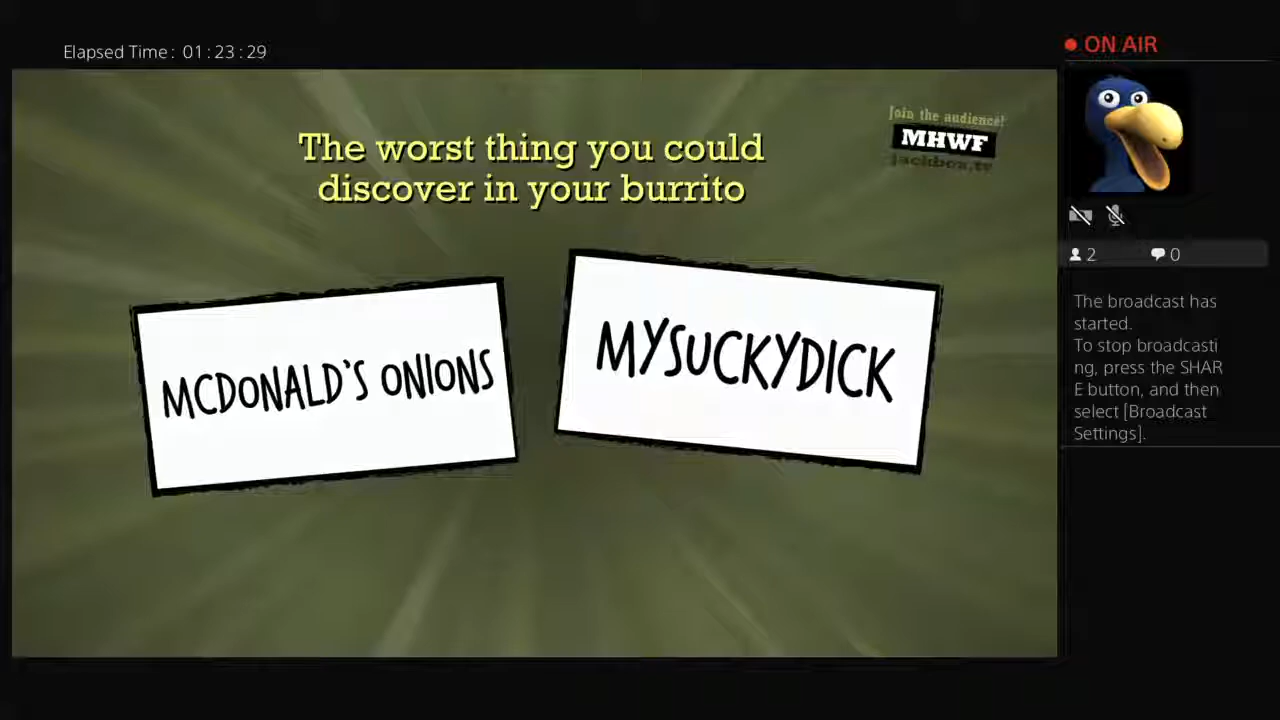 Elapsed Time: 01:23:29
ON AIR
The worst thing you could
discover in your burrito
Join the audience!
MHWF
jackbox.tv
MCDONALD'S ONIONS
MYSUCKYDICK
2
0
The broadcast has
started.
To stop broadcasti
ng, press the SHAR
E button, and then
select [Broadcast
Settings].